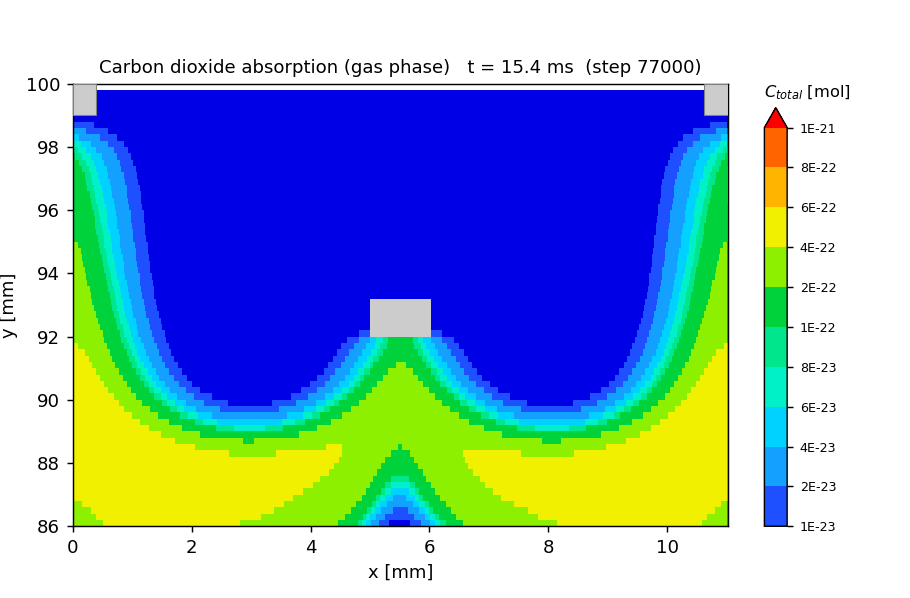 Carbon dioxide absorption (gas phase)   t = 15.4 ms  (step 77000)
C_total [mol]
100
98
96
94
92
90
88
86
y [mm]
0 2 4 6 8 10
x [mm]
1E-21
8E-22
6E-22
4E-22
2E-22
1E-22
8E-23
6E-23
4E-23
2E-23
1E-23